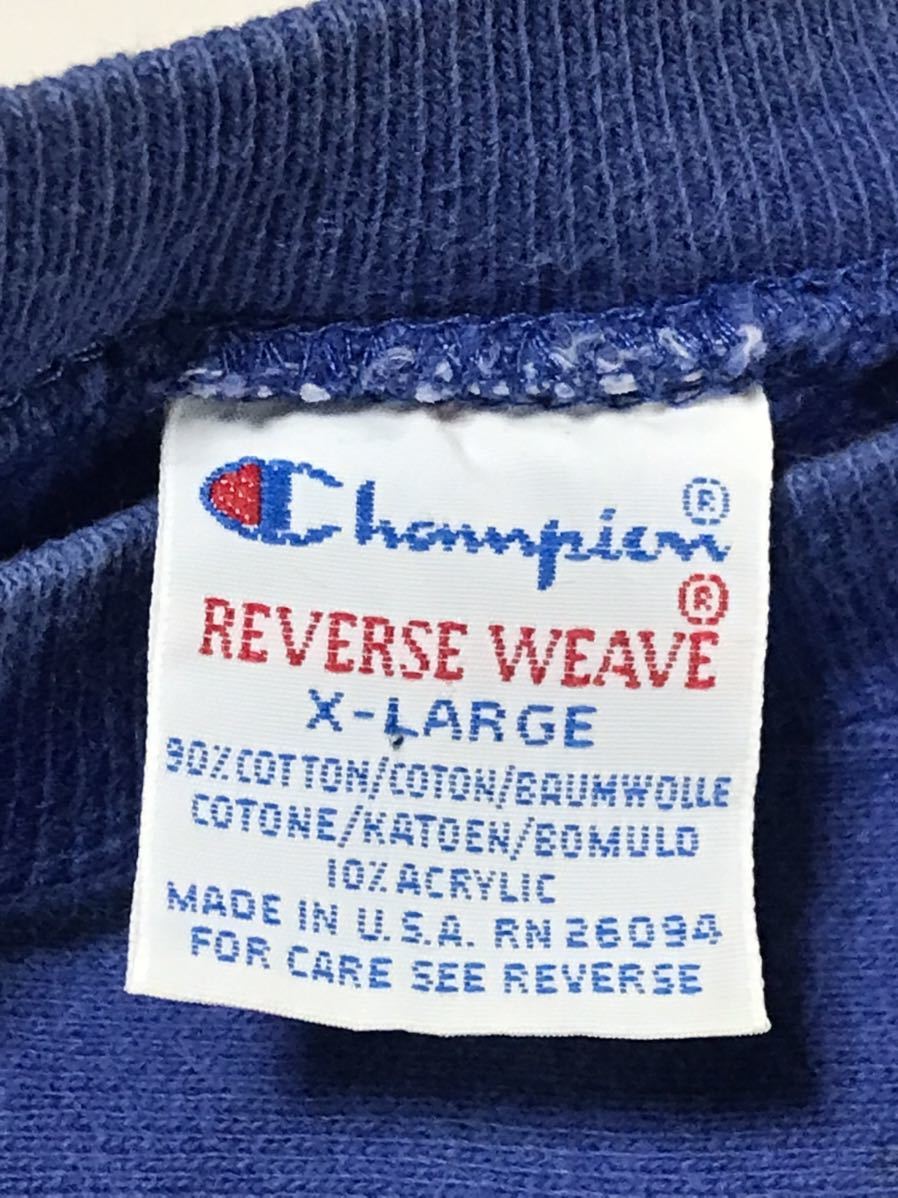 Champion®
REVERSE WEAVE®
X-LARGE
90% COTTON/COTON/BAUMWOLLE
COTONE/KATOEN/BOMULD
10% ACRYLIC
MADE IN U.S.A. RN 26094
FOR CARE SEE REVERSE